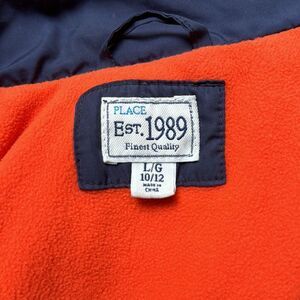 PLACE
EST. 1989
Finest Quality
L/G
10/12
MADE IN
CHINA